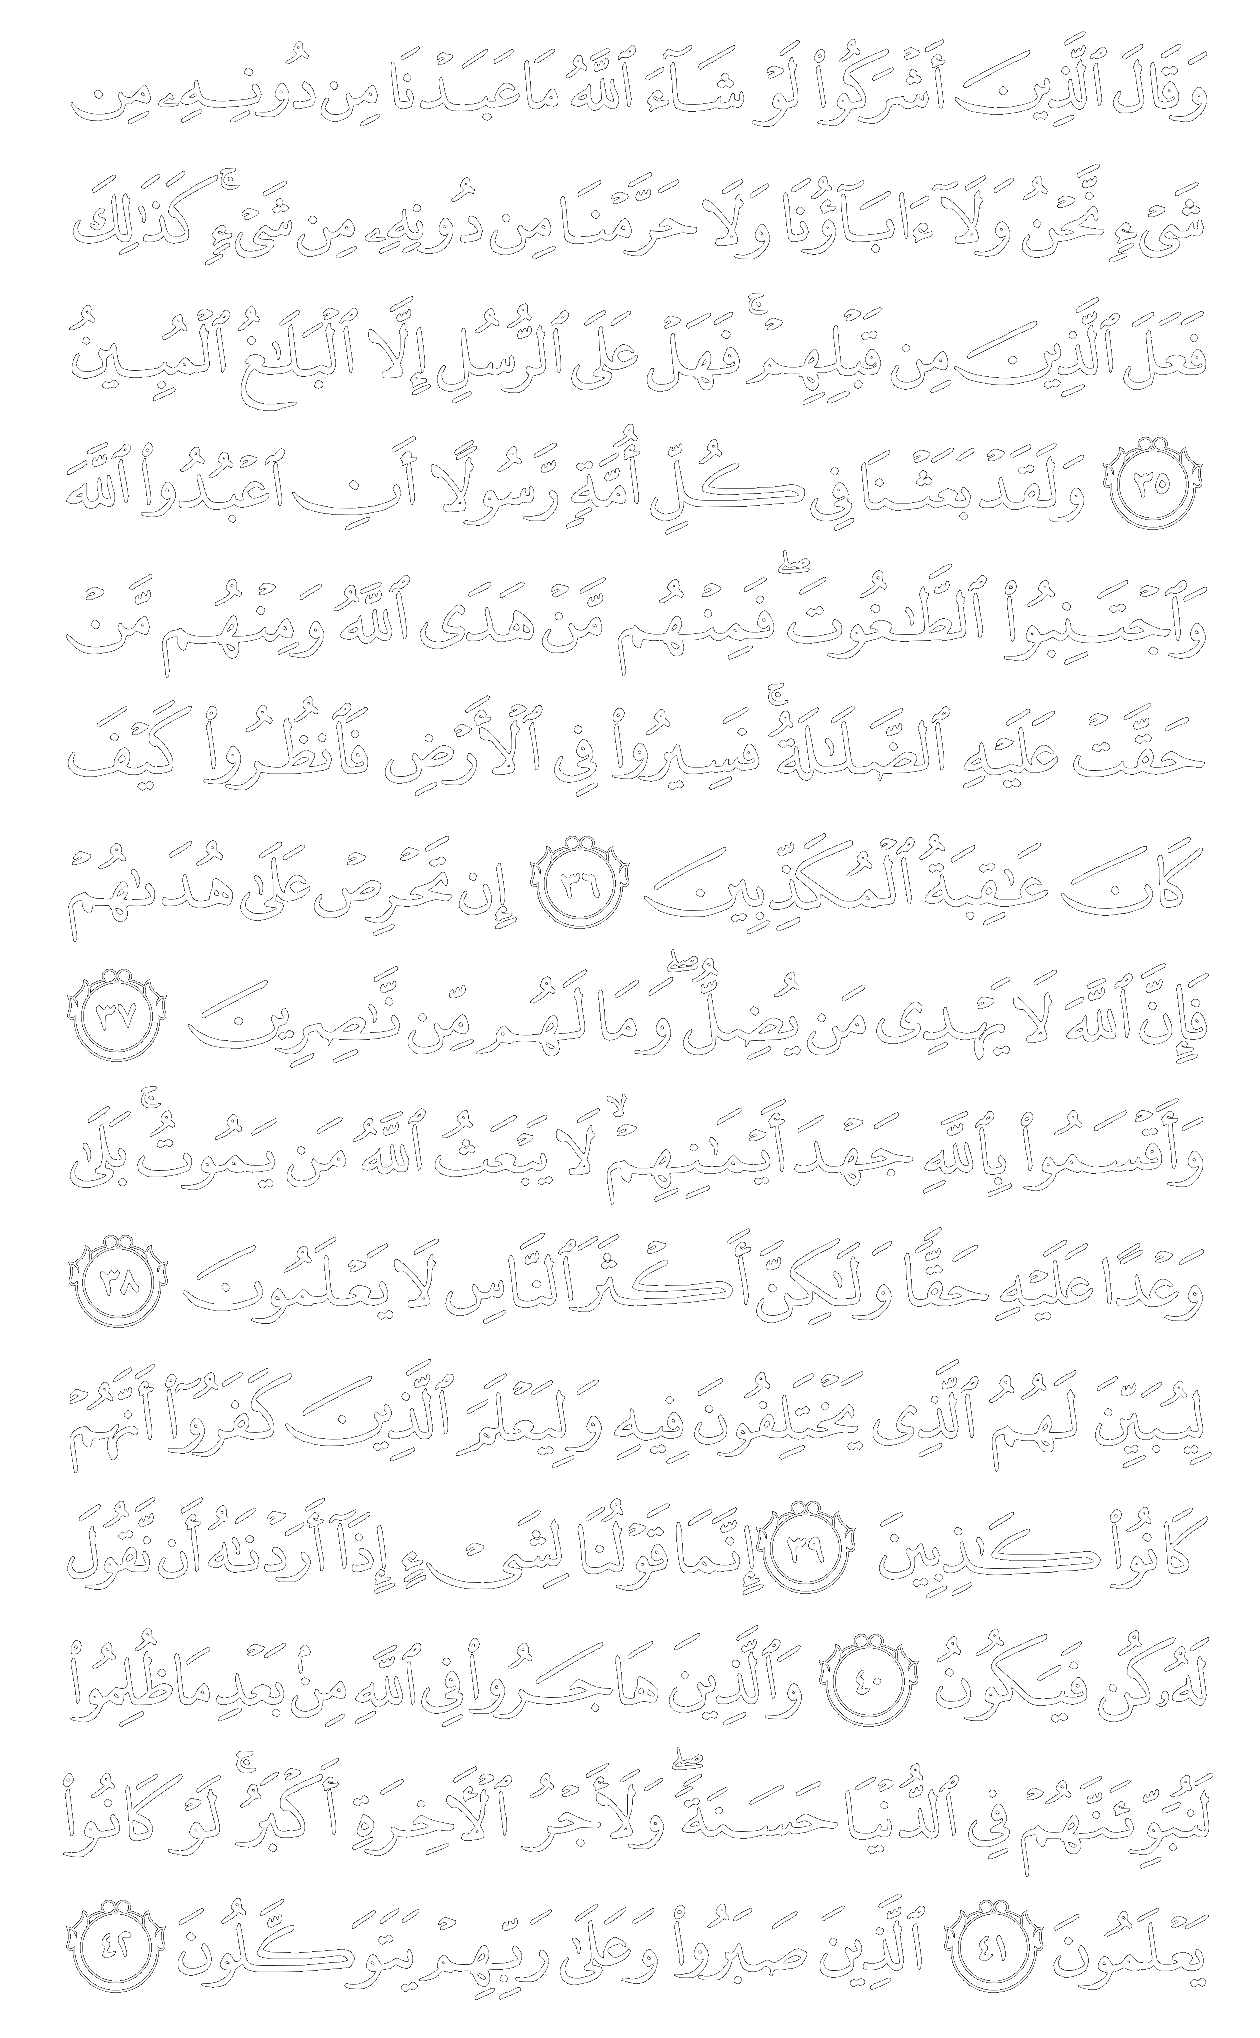 وَقَالَ ٱلَّذِينَ أَشْرَكُوا۟ لَوْ شَآءَ ٱللَّهُ مَا عَبَدْنَا مِن دُونِهِۦ مِن
شَىْءٍ نَّحْنُ وَلَآ ءَابَآؤُنَا وَلَا حَرَّمْنَا مِن دُونِهِۦ مِن شَىْءٍ ۚ كَذَٰلِكَ
فَعَلَ ٱلَّذِينَ مِن قَبْلِهِمْ ۚ فَهَلْ عَلَى ٱلرُّسُلِ إِلَّا ٱلْبَلَـٰغُ ٱلْمُبِينُ
٣٥ وَلَقَدْ بَعَثْنَا فِى كُلِّ أُمَّةٍ رَّسُولًا أَنِ ٱعْبُدُوا۟ ٱللَّهَ
وَٱجْتَنِبُوا۟ ٱلطَّـٰغُوتَ ۖ فَمِنْهُم مَّنْ هَدَى ٱللَّهُ وَمِنْهُم مَّنْ
حَقَّتْ عَلَيْهِ ٱلضَّلَـٰلَةُ ۚ فَسِيرُوا۟ فِى ٱلْأَرْضِ فَٱنظُرُوا۟ كَيْفَ
كَانَ عَـٰقِبَةُ ٱلْمُكَذِّبِينَ ٣٦ إِن تَحْرِصْ عَلَىٰ هُدَىٰهُمْ
فَإِنَّ ٱللَّهَ لَا يَهْدِى مَن يُضِلُّ ۖ وَمَا لَهُم مِّن نَّـٰصِرِينَ ٣٧
وَأَقْسَمُوا۟ بِٱللَّهِ جَهْدَ أَيْمَـٰنِهِمْ ۙ لَا يَبْعَثُ ٱللَّهُ مَن يَمُوتُ ۚ بَلَىٰ
وَعْدًا عَلَيْهِ حَقًّا وَلَـٰكِنَّ أَكْثَرَ ٱلنَّاسِ لَا يَعْلَمُونَ ٣٨
لِيُبَيِّنَ لَهُمُ ٱلَّذِى يَخْتَلِفُونَ فِيهِ وَلِيَعْلَمَ ٱلَّذِينَ كَفَرُوٓا۟ أَنَّهُمْ
كَانُوا۟ كَـٰذِبِينَ ٣٩ إِنَّمَا قَوْلُنَا لِشَىْءٍ إِذَآ أَرَدْنَـٰهُ أَن نَّقُولَ
لَهُۥ كُن فَيَكُونُ ٤٠ وَٱلَّذِينَ هَاجَرُوا۟ فِى ٱللَّهِ مِنۢ بَعْدِ مَا ظُلِمُوا۟
لَنُبَوِّئَنَّهُمْ فِى ٱلدُّنْيَا حَسَنَةً ۖ وَلَأَجْرُ ٱلْـَٔاخِرَةِ أَكْبَرُ ۚ لَوْ كَانُوا۟
يَعْلَمُونَ ٤١ ٱلَّذِينَ صَبَرُوا۟ وَعَلَىٰ رَبِّهِمْ يَتَوَكَّلُونَ ٤٢